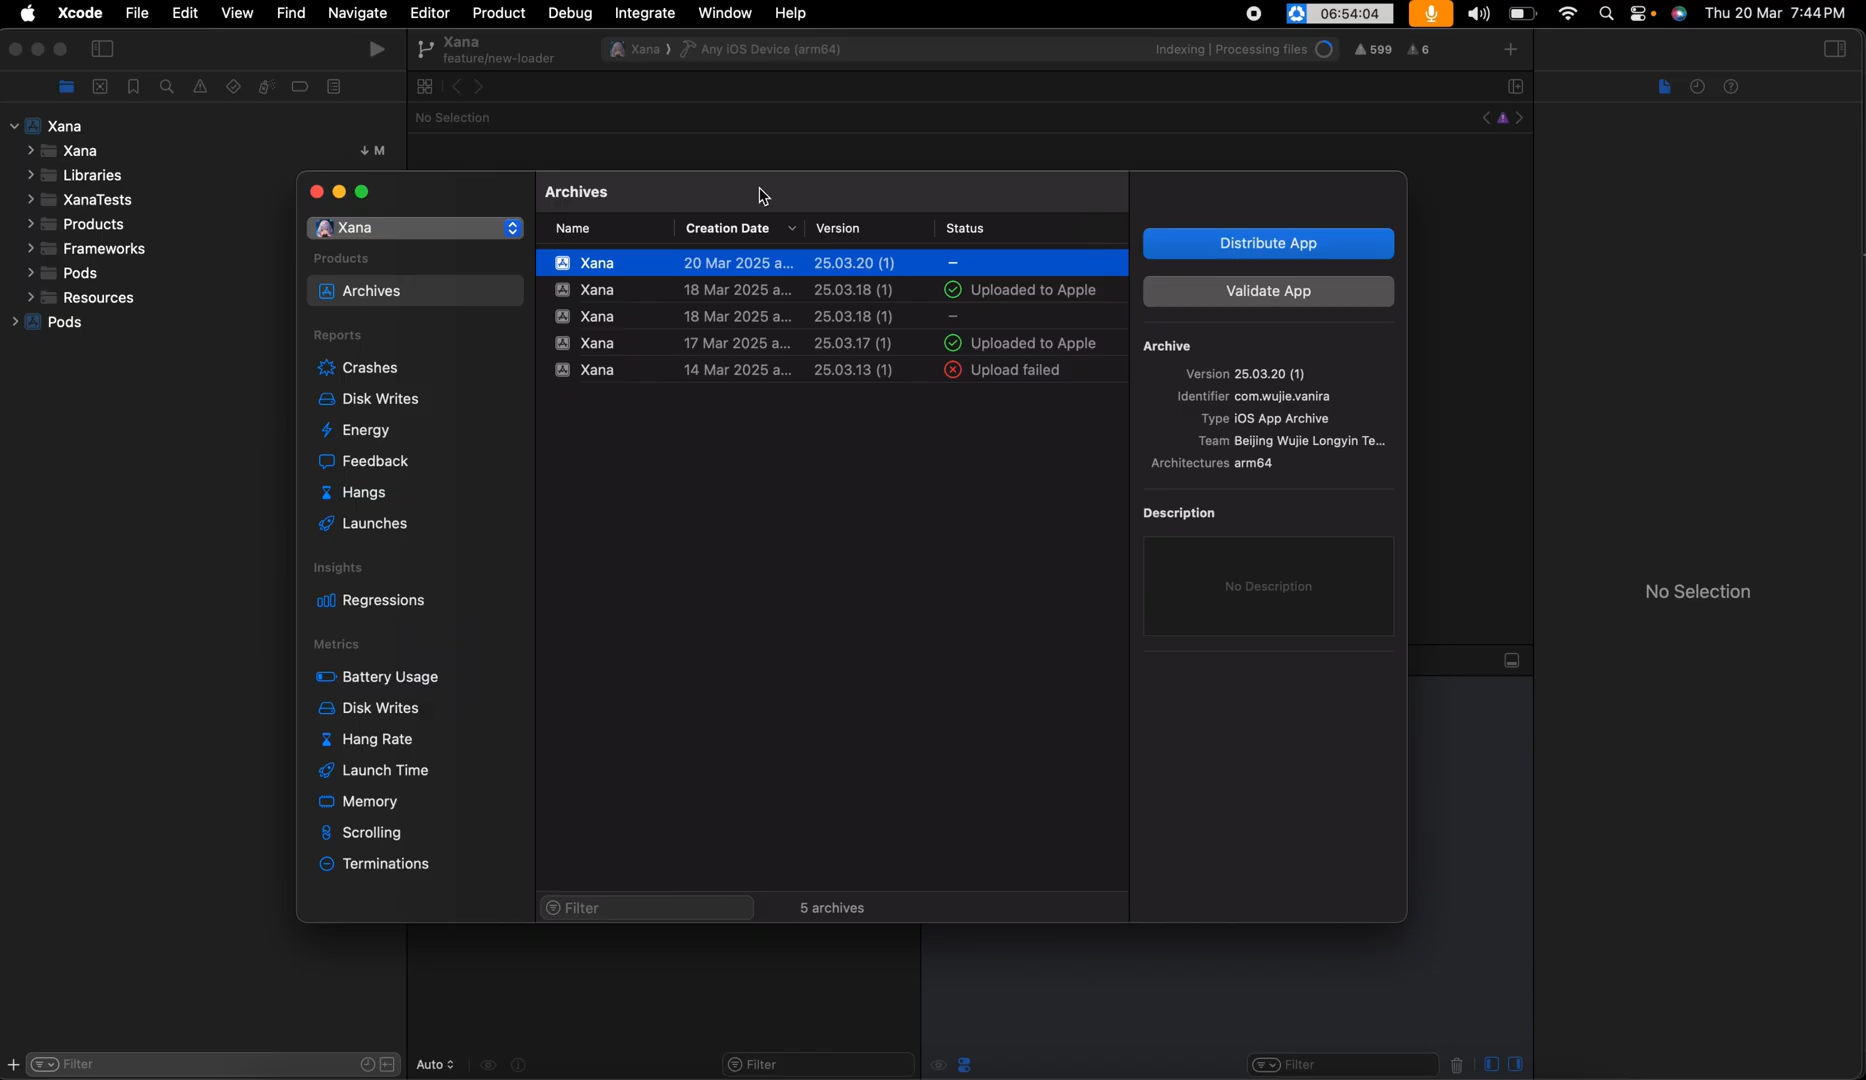 Xcode File Edit View Find Navigate Editor Product Debug Integrate Window Help 06:54:04 Thu 20 Mar 7:44 PM
Xana
feature/new-loader
Xana ⟩ Any iOS Device (arm64) Indexing | Processing files 599 6
No Selection
Xana
Xana M
Libraries
XanaTests
Products
Frameworks
Pods
Resources
Pods
Xana
Products
Archives
Reports
Crashes
Disk Writes
Energy
Feedback
Hangs
Launches
Insights
Regressions
Metrics
Battery Usage
Disk Writes
Hang Rate
Launch Time
Memory
Scrolling
Terminations
Archives
Name Creation Date Version Status
Xana 20 Mar 2025 a... 25.03.20 (1) –
Xana 18 Mar 2025 a... 25.03.18 (1) Uploaded to Apple
Xana 18 Mar 2025 a... 25.03.18 (1) –
Xana 17 Mar 2025 a... 25.03.17 (1) Uploaded to Apple
Xana 14 Mar 2025 a... 25.03.13 (1) Upload failed
Filter 5 archives
Distribute App
Validate App
Archive
Version 25.03.20 (1)
Identifier com.wujie.vanira
Type iOS App Archive
Team Beijing Wujie Longyin Te...
Architectures arm64
Description
No Description
No Selection
Filter Auto Filter Filter